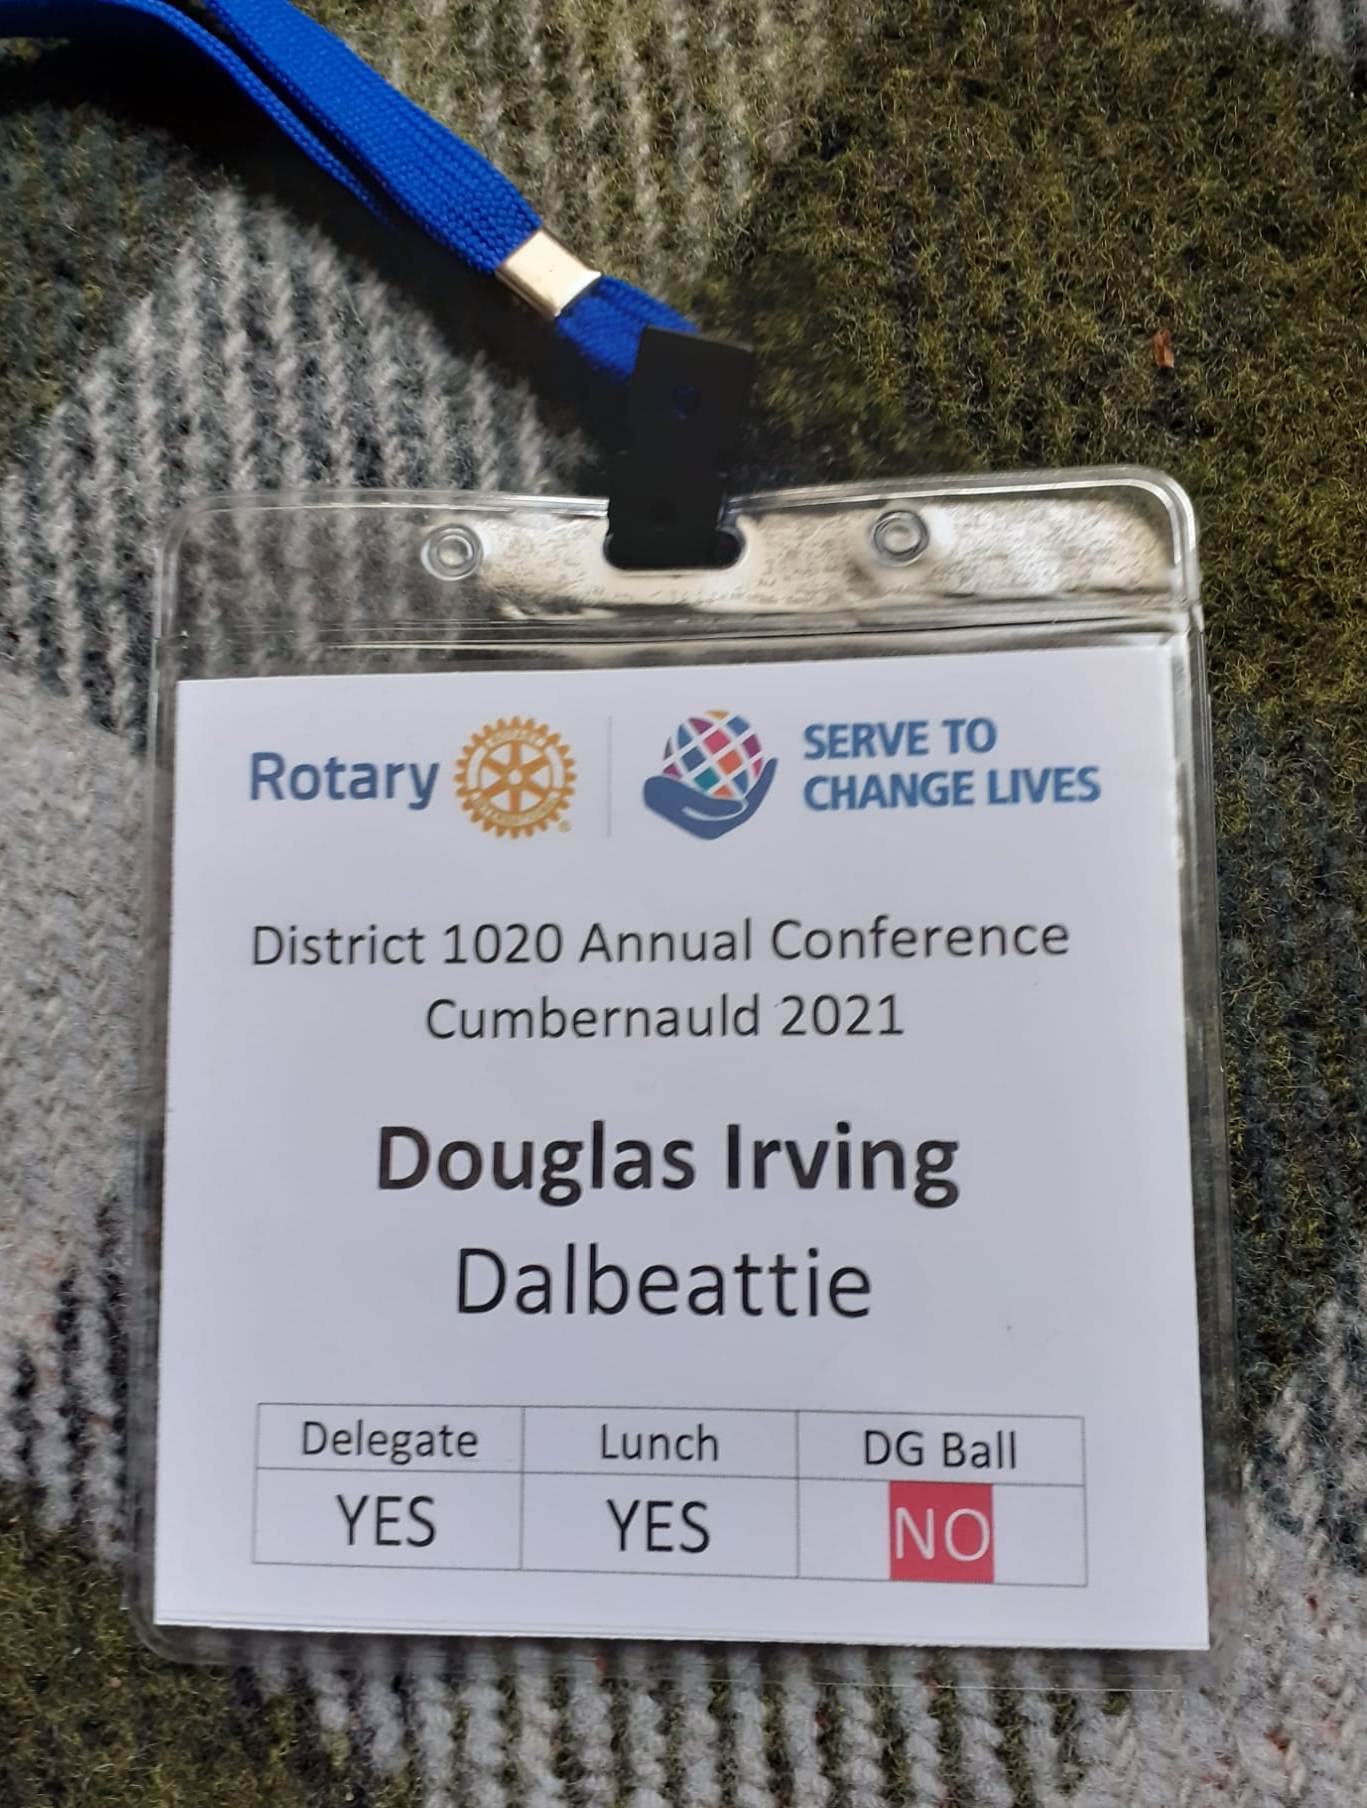 Rotary
SERVE TO
CHANGE LIVES
District 1020 Annual Conference
Cumbernauld 2021
Douglas Irving
Dalbeattie
Delegate Lunch DG Ball
YES YES NO